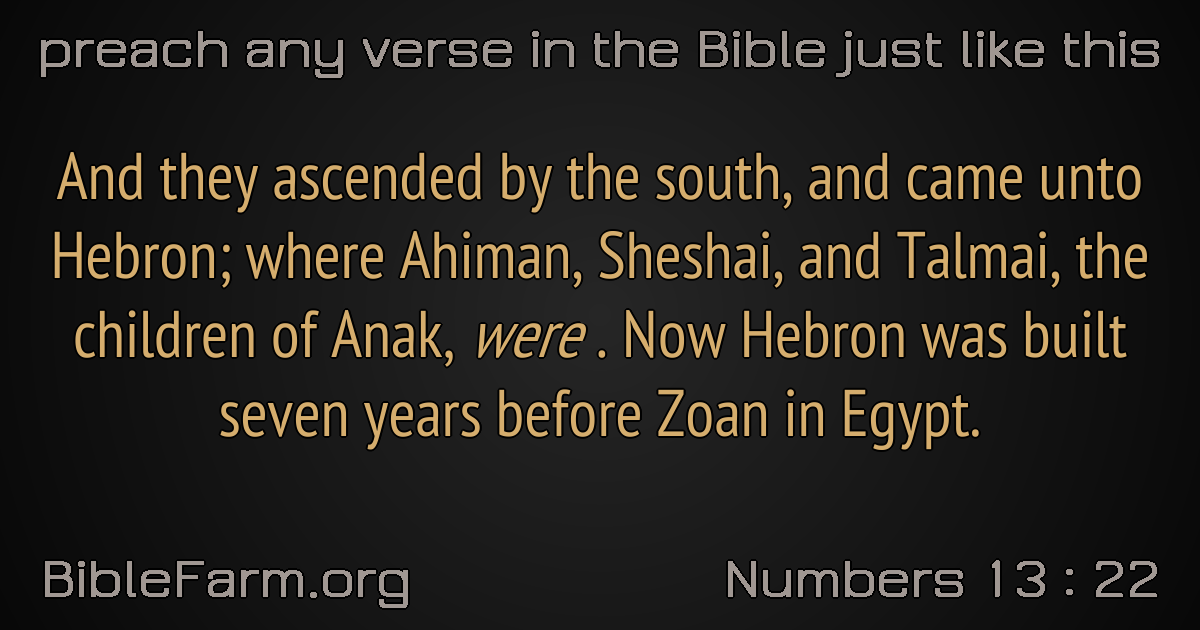 preach any verse in the Bible just like this
And they ascended by the south, and came unto
Hebron; where Ahiman, Sheshai, and Talmai, the
children of Anak, were . Now Hebron was built
seven years before Zoan in Egypt.
BibleFarm.org
Numbers 13 : 22